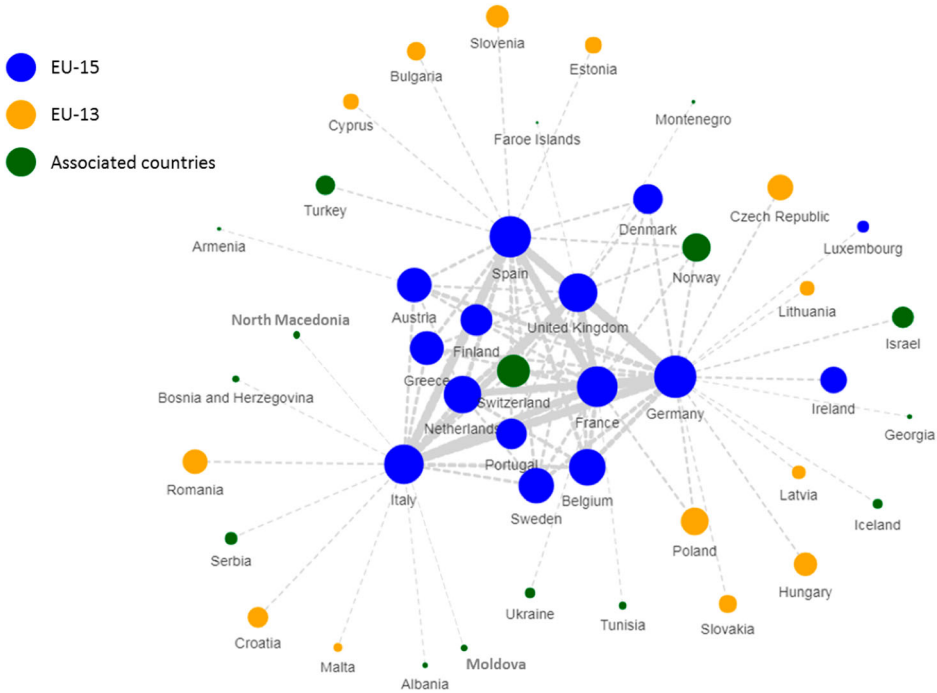 Slovenia
EU-15
Estonia
Bulgaria
EU-13
Montenegro
Cyprus
Faroe Islands
Associated countries
Turkey
Czech Republic
Denmark
Armenia
Luxembourg
Spain
Norway
Lithuania
Austria
North Macedonia
United Kingdom
Israel
Finland
Greece
Bosnia and Herzegovina
Switzerland
Ireland
Germany
France
Netherlands
Georgia
Portugal
Romania
Italy
Latvia
Belgium
Sweden
Iceland
Poland
Serbia
Hungary
Ukraine
Tunisia
Slovakia
Croatia
Malta
Moldova
Albania